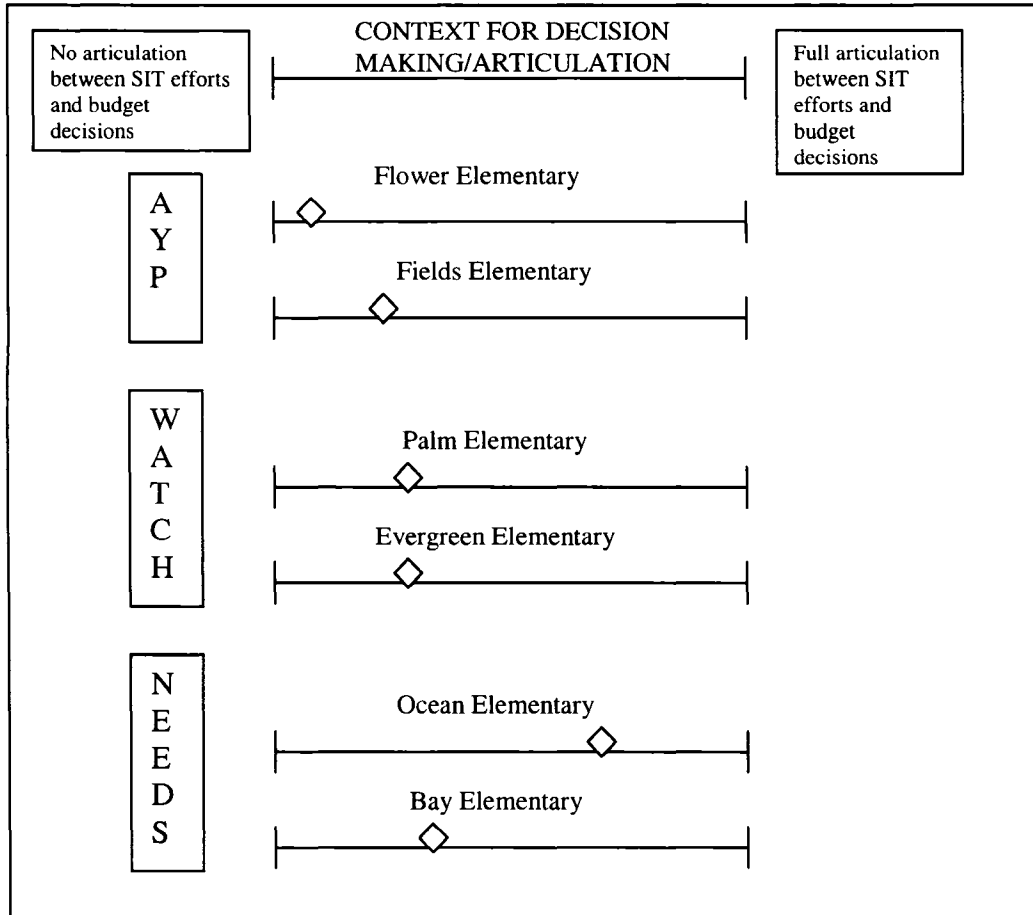 No articulation
between SIT efforts
and budget
decisions
CONTEXT FOR DECISION
MAKING/ARTICULATION
Full articulation
between SIT
efforts and
budget
decisions
A
Y
P
Flower Elementary
Fields Elementary
W
A
T
C
H
Palm Elementary
Evergreen Elementary
N
E
E
D
S
Ocean Elementary
Bay Elementary